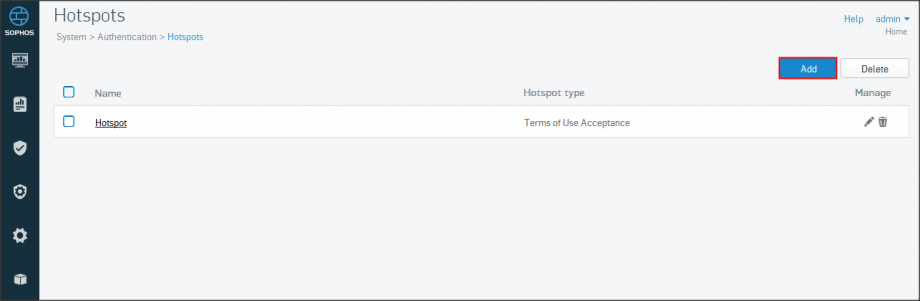 SOPHOS
Hotspots
Help admin
System > Authentication > Hotspots
Home
Add Delete
Name Hotspot type Manage
Hotspot Terms of Use Acceptance